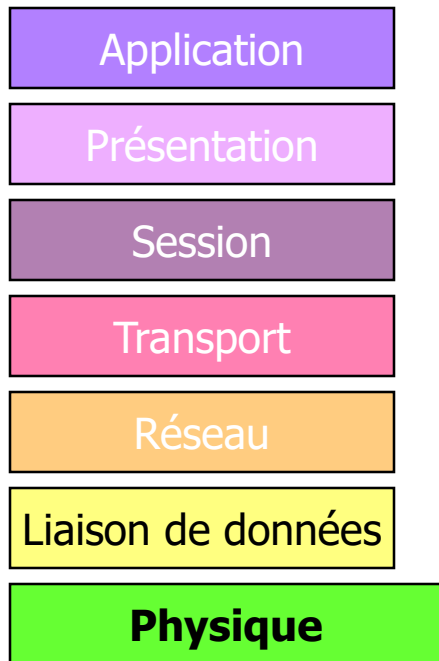 Application
Présentation
Session
Transport
Réseau
Liaison de données
Physique